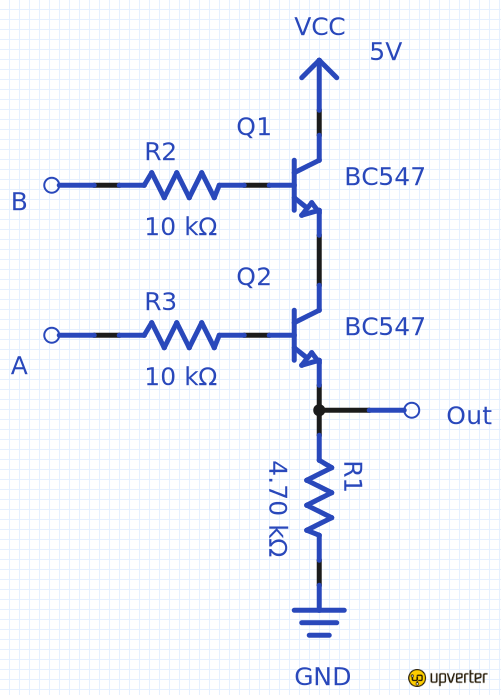 VCC
5V
Q1
R2
BC547
B
10 kΩ
Q2
R3
BC547
A
10 kΩ
Out
R1
4.70 kΩ
GND
upverter